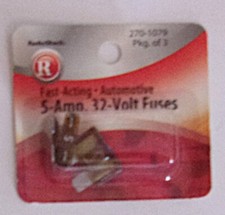 RadioShack
270-1079
Pkg. of 3
R
Fast-Acting • Automotive
5-Amp, 32-Volt Fuses